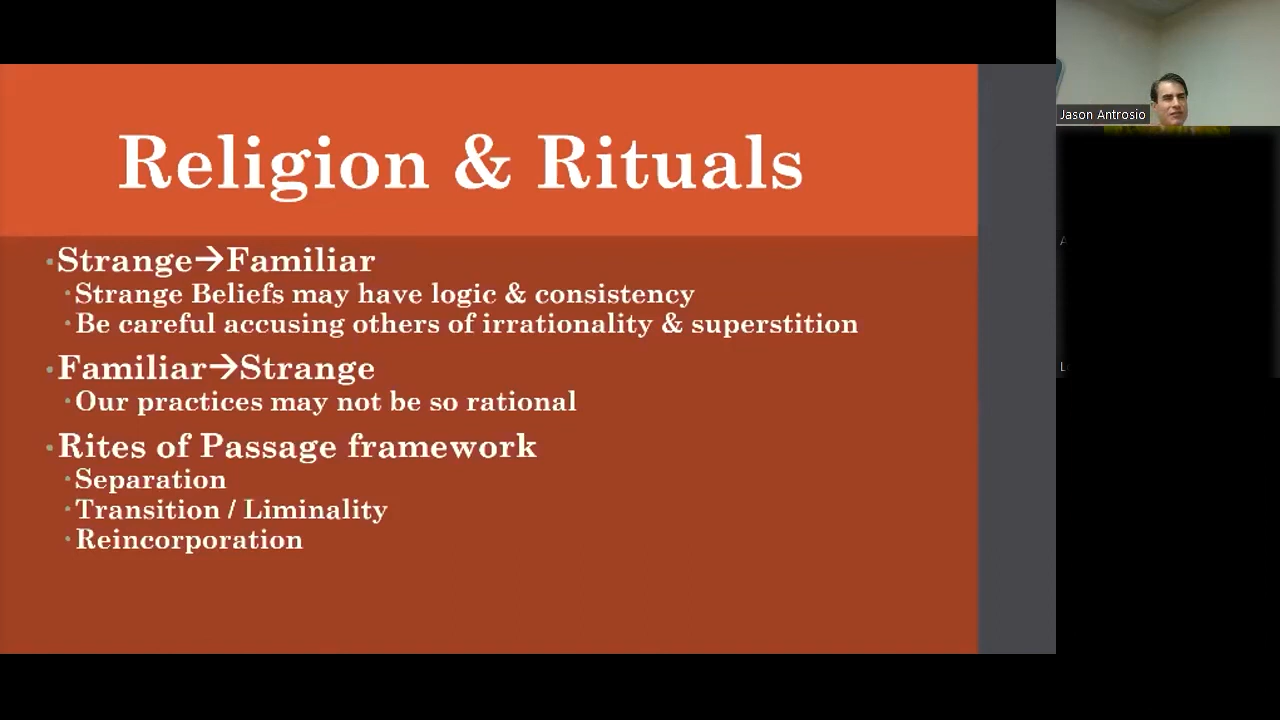 Religion & Rituals
•Strange→Familiar
•Strange Beliefs may have logic & consistency
•Be careful accusing others of irrationality & superstition
•Familiar→Strange
•Our practices may not be so rational
•Rites of Passage framework
•Separation
•Transition / Liminality
•Reincorporation
Jason Antrosio